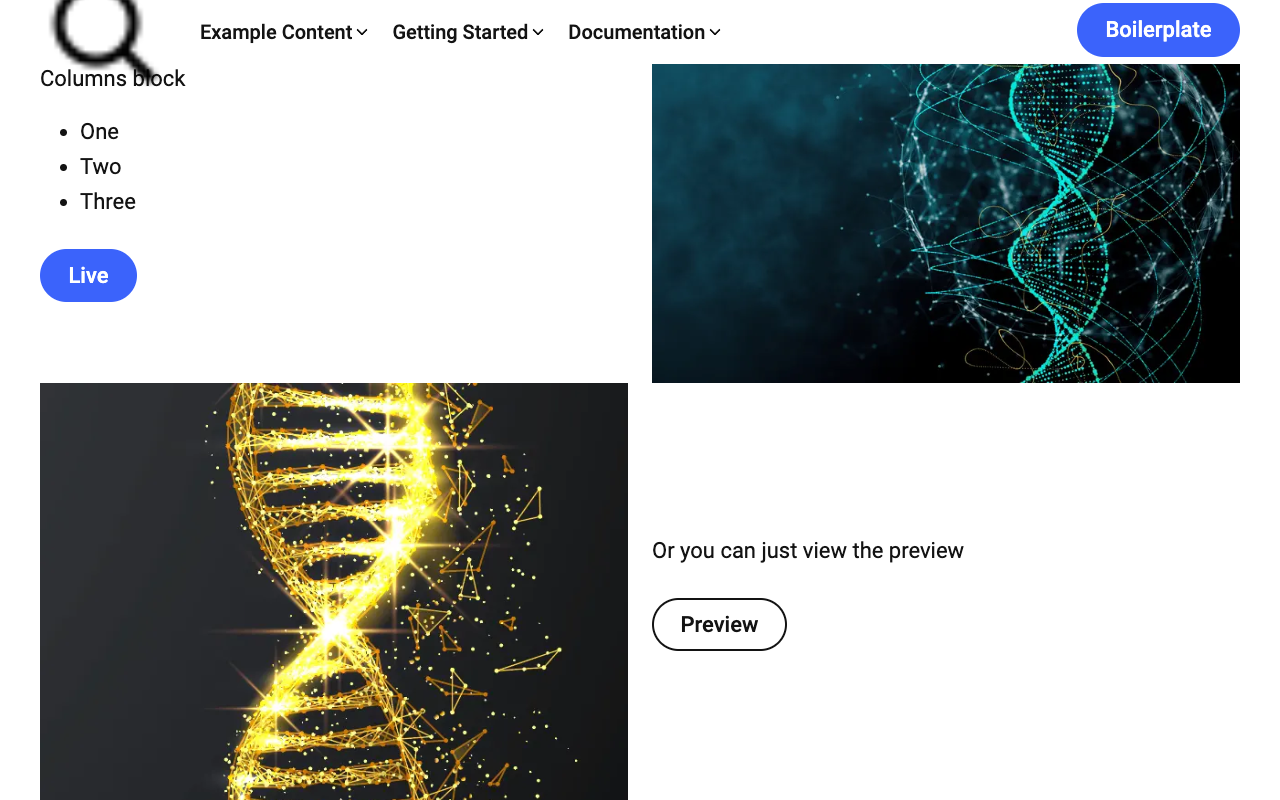 Example Content
Getting Started
Documentation
Boilerplate
Columns block
One
Two
Three
Live
Or you can just view the preview
Preview